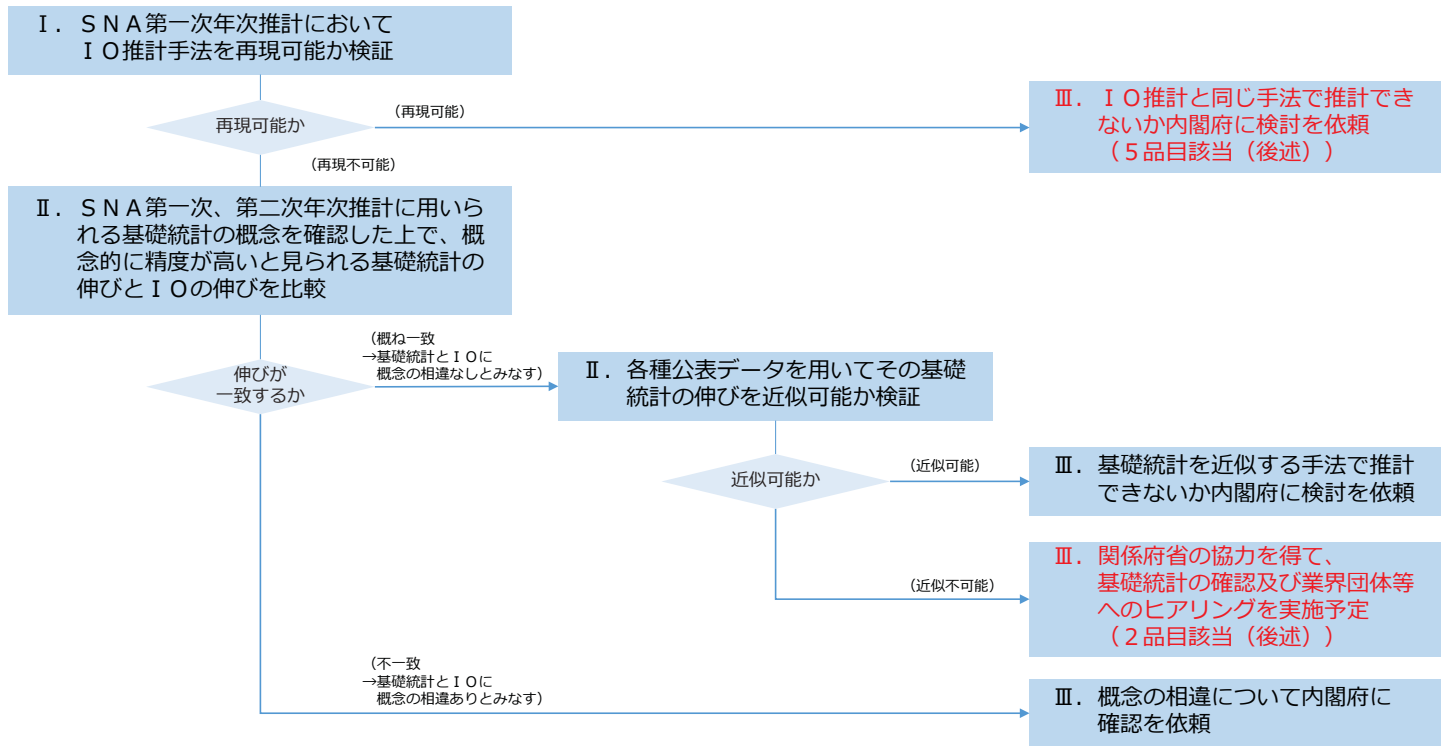 Ⅰ．ＳＮＡ第一次年次推計において
ＩＯ推計手法を再現可能か検証
再現可能か
（再現可能）
Ⅲ．ＩＯ推計と同じ手法で推計でき
ないか内閣府に検討を依頼
（５品目該当（後述））
（再現不可能）
Ⅱ．ＳＮＡ第一次、第二次年次推計に用いら
れる基礎統計の概念を確認した上で、概
念的に精度が高いと見られる基礎統計の
伸びとＩＯの伸びを比較
伸びが
一致するか
（概ね一致
→基礎統計とＩＯに
概念の相違なしとみなす）
Ⅱ．各種公表データを用いてその基礎
統計の伸びを近似可能か検証
近似可能か
（近似可能）
Ⅲ．基礎統計を近似する手法で推計
できないか内閣府に検討を依頼
（近似不可能）
Ⅲ．関係府省の協力を得て、
基礎統計の確認及び業界団体等
へのヒアリングを実施予定
（２品目該当（後述））
（不一致
→基礎統計とＩＯに
概念の相違ありとみなす）
Ⅲ．概念の相違について内閣府に
確認を依頼